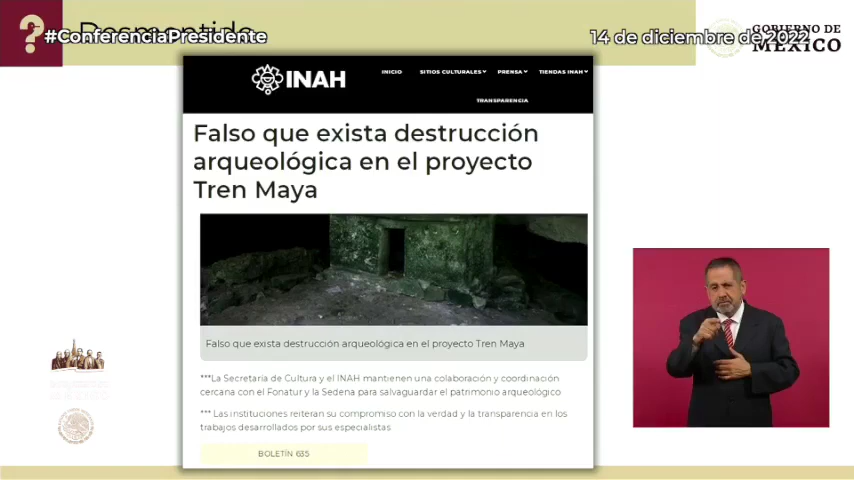 ?
Desmentido
#ConferenciaPresidente
14 de diciembre de 2022
GOBIERNO DE
MÉXICO
INAH
INICIO SITIOS CULTURALES PRENSA TIENDAS INAH
TRANSPARENCIA
Falso que exista destrucción
arqueológica en el proyecto
Tren Maya
Falso que exista destrucción arqueológica en el proyecto Tren Maya
***La Secretaría de Cultura y el INAH mantienen una colaboración y coordinación
cercana con el Fonatur y la Sedena para salvaguardar el patrimonio arqueológico
*** Las instituciones reiteran su compromiso con la verdad y la transparencia en los
trabajos desarrollados por sus especialistas
BOLETÍN 635